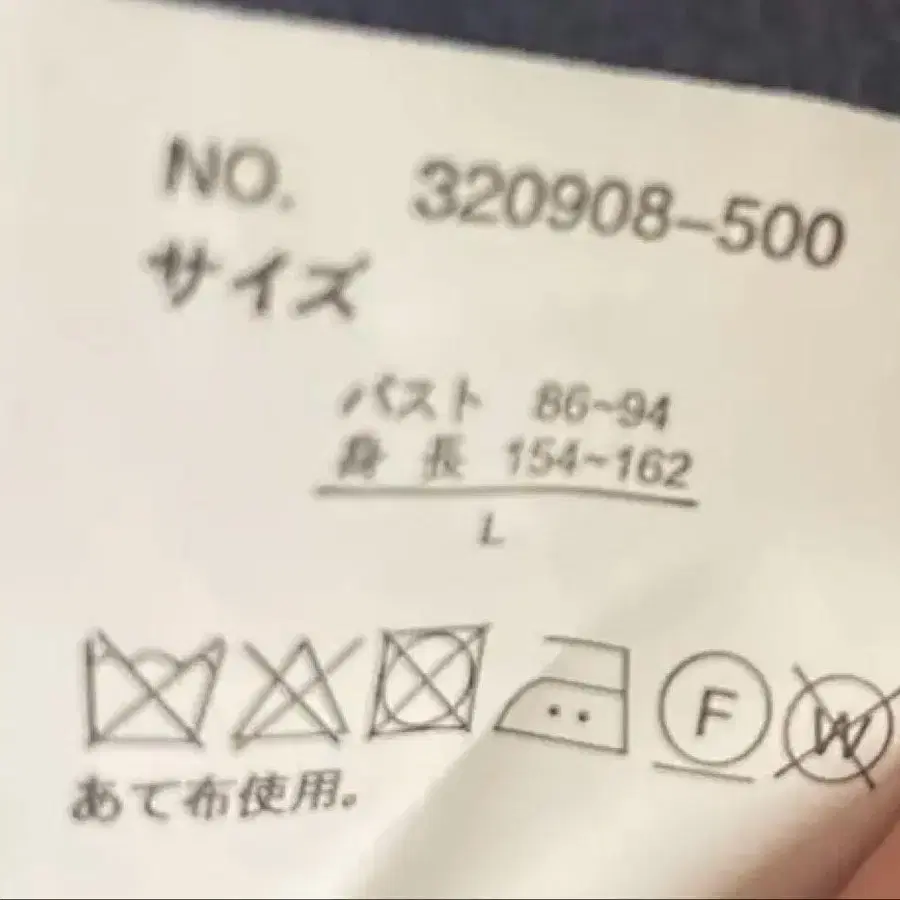 NO. 320908-500
サイズ
バスト 86~94
身長 154~162
L
F W
あて布使用。